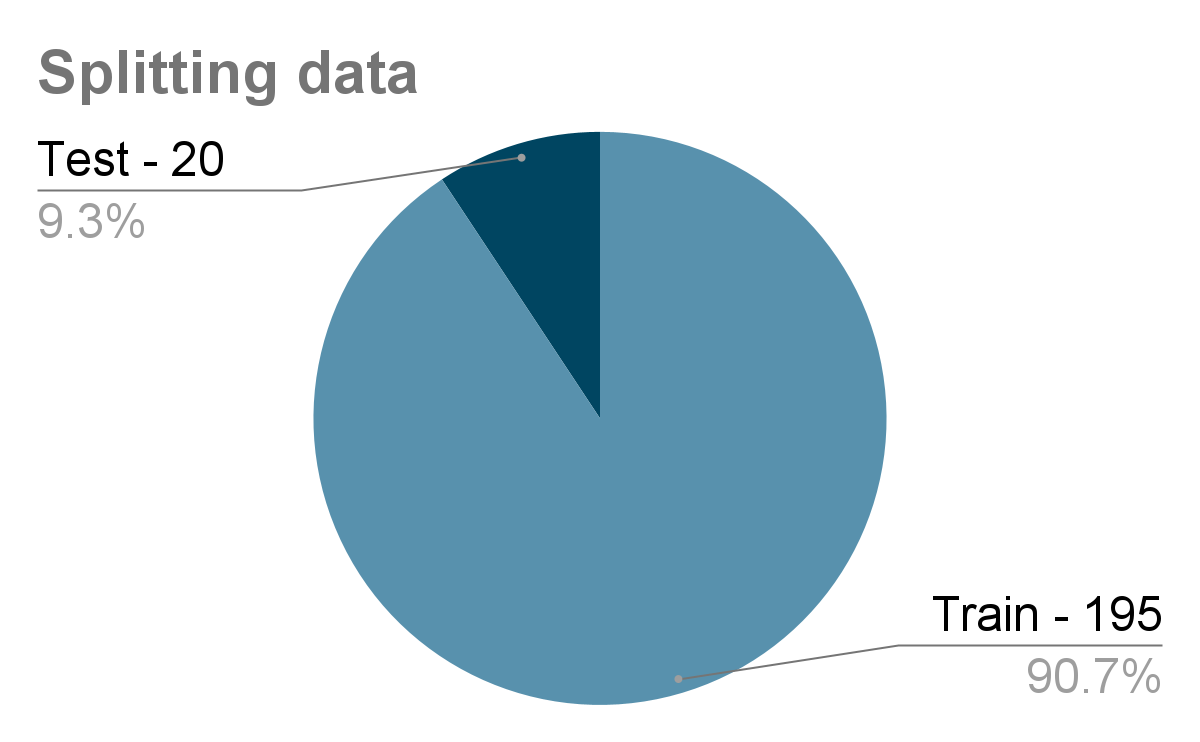 Splitting data
Test - 20
9.3%
Train - 195
90.7%